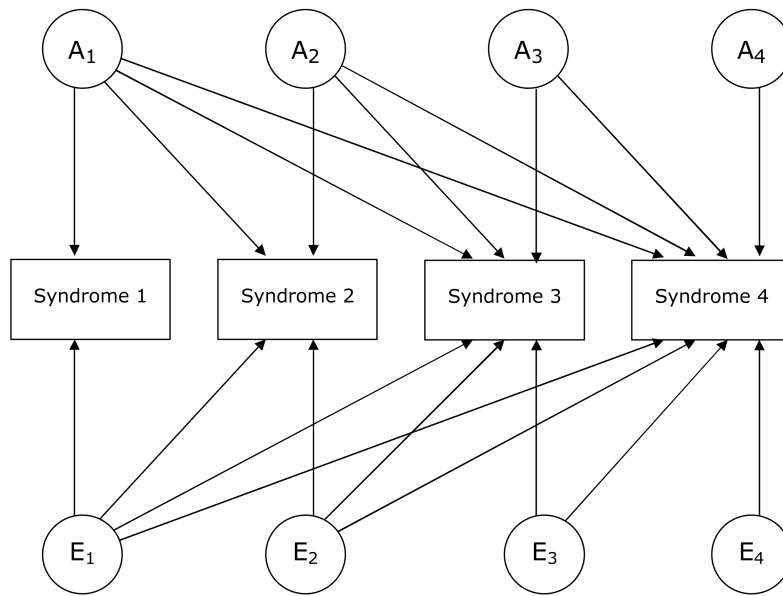 A₁ A₂ A₃ A₄
Syndrome 1 Syndrome 2 Syndrome 3 Syndrome 4
E₁ E₂ E₃ E₄